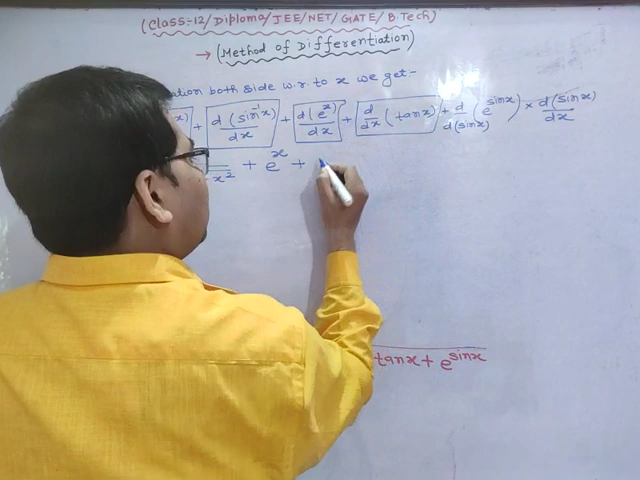 (Class-12/Diploma/JEE/NET/GATE/B.Tech)
→ (Method of Differentiation)
both side w.r.to x we get-
x) + d(sin⁻¹x)/dx + d(eˣ)/dx + d/dx (tanx) + d/d(sinx) (e^sinx) × d(sinx)/dx
x² + eˣ +
tanx + e^sinx